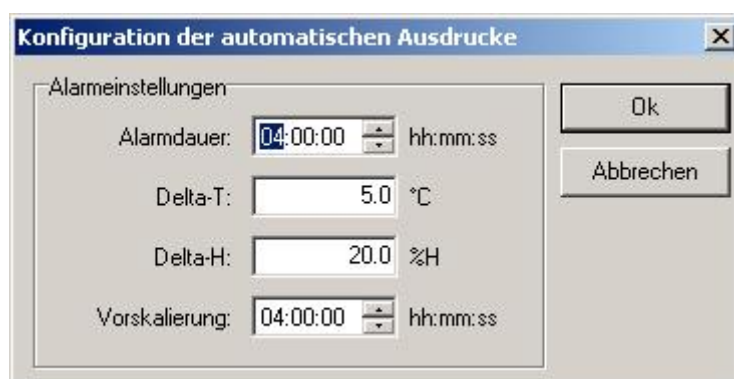 Konfiguration der automatischen Ausdrucke
Alarmeinstellungen
Alarmdauer: 04:00:00 hh:mm:ss
Delta-T: 5.0 °C
Delta-H: 20.0 %H
Vorskalierung: 04:00:00 hh:mm:ss
Ok
Abbrechen